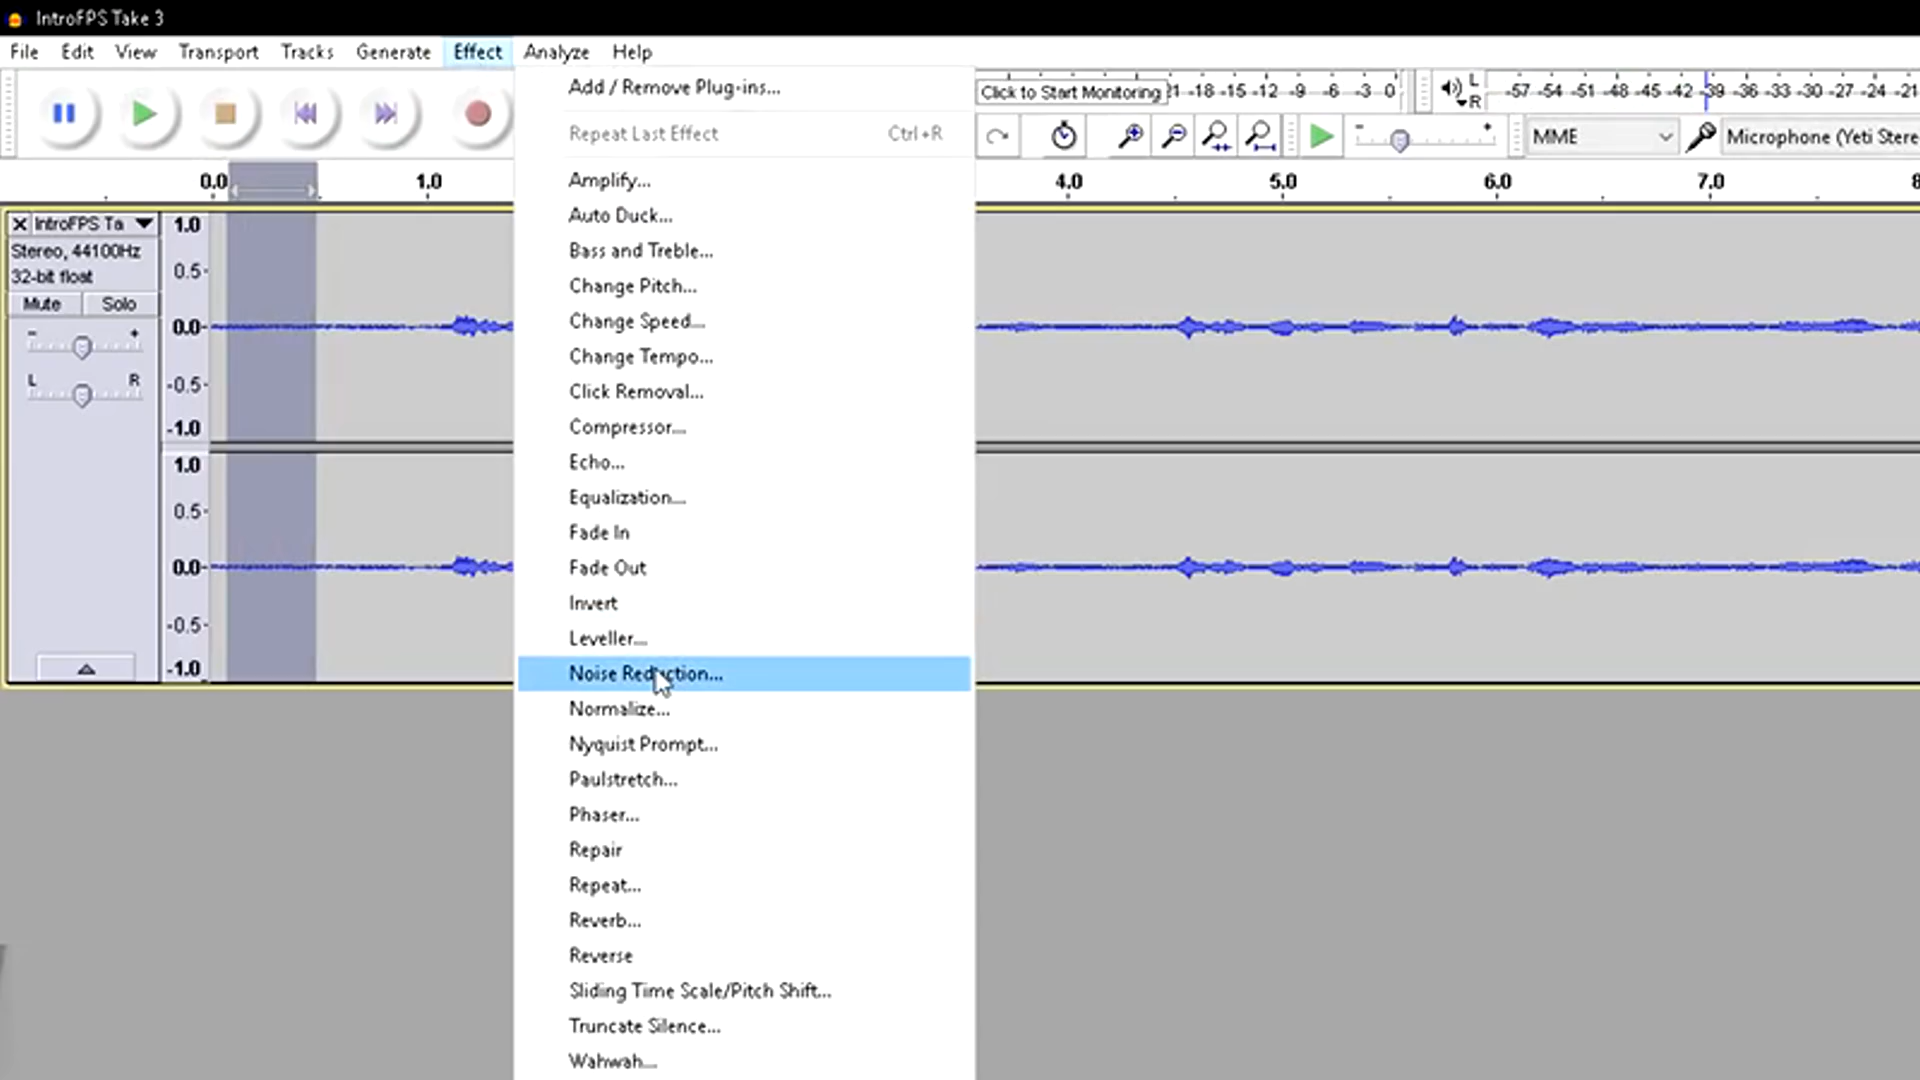 IntroFPS Take 3
File Edit View Transport Tracks Generate Effect Analyze Help
Add / Remove Plug-ins...
Repeat Last Effect Ctrl+R
Amplify...
Auto Duck...
Bass and Treble...
Change Pitch...
Change Speed...
Change Tempo...
Click Removal...
Compressor...
Echo...
Equalization...
Fade In
Fade Out
Invert
Leveller...
Noise Reduction...
Normalize...
Nyquist Prompt...
Paulstretch...
Phaser...
Repair
Repeat...
Reverb...
Reverse
Sliding Time Scale/Pitch Shift...
Truncate Silence...
Wahwah...
Click to Start Monitoring 21 -18 -15 -12 -9 -6 -3 0
L
R
-57 -54 -51 -48 -45 -42 -39 -36 -33 -30 -27 -24 -21
MME
Microphone (Yeti Stere
0.0 1.0 4.0 5.0 6.0 7.0 8
IntroFPS Ta
Stereo, 44100Hz
32-bit float
Mute Solo
- +
L R
1.0
0.5-
0.0-
-0.5-
-1.0
1.0
0.5-
0.0-
-0.5-
-1.0